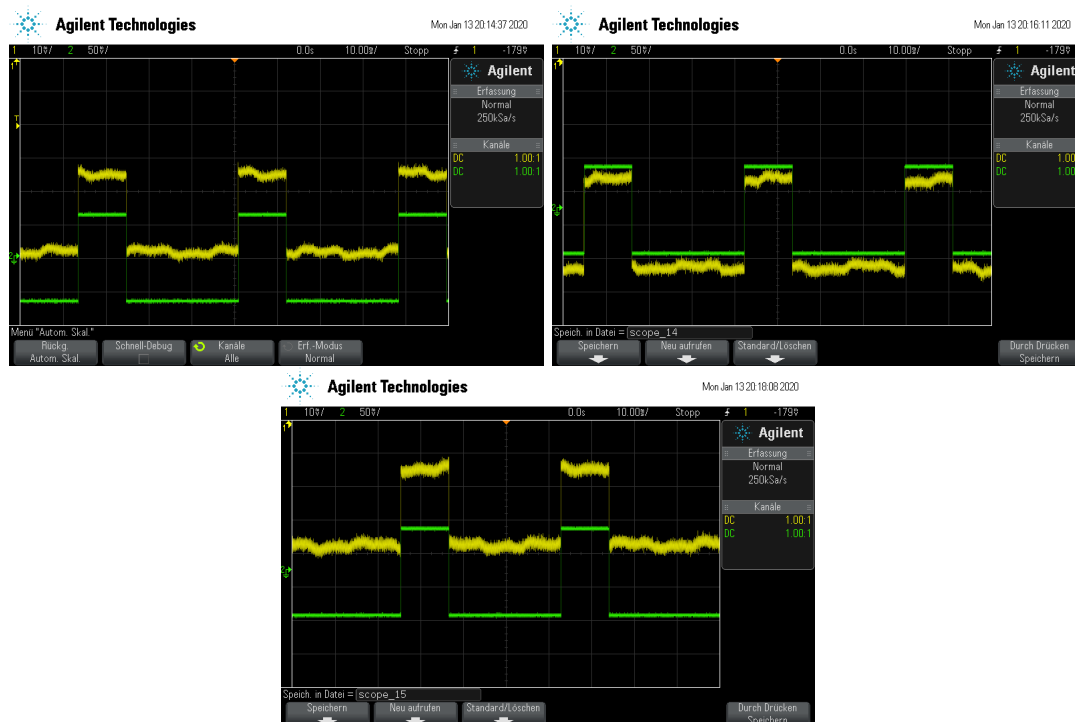 Agilent Technologies
Mon Jan 13 20:14:37 2020
1 10V/ 2 50V/ 0.0s 10.00s/ Stopp 1 -179V
1
T
2
Agilent
Erfassung
Normal
250kSa/s
Kanäle
DC 1.00:1
DC 1.00:1
Menü "Autom. Skal."
Rückg.
Autom. Skal.
Schnell-Debug
Kanäle
Alle
Erf.-Modus
Normal
Agilent Technologies
Mon Jan 13 20:16:11 2020
1 10V/ 2 50V/ 0.0s 10.00s/ Stopp 1 -179V
1
2
Agilent
Erfassung
Normal
250kSa/s
Kanäle
DC 1.00
DC 1.00
Speich. in Datei = scope_14
Speichern
Neu aufrufen
Standard/Löschen
Durch Drücken
Speichern
Agilent Technologies
Mon Jan 13 20:18:08 2020
1 10V/ 2 50V/ 0.0s 10.00s/ Stopp 1 -179V
1
2
Agilent
Erfassung
Normal
250kSa/s
Kanäle
DC 1.00:1
DC 1.00:1
Speich. in Datei = scope_15
Speichern
Neu aufrufen
Standard/Löschen
Durch Drücken
Speichern